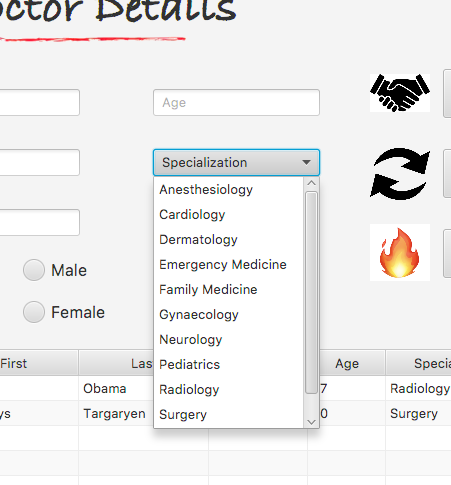 octor Details
Age
Specialization
Anesthesiology
Cardiology
Dermatology
Emergency Medicine
Family Medicine
Gynaecology
Neurology
Pediatrics
Radiology
Surgery
Male
Female
First Las Age Specia
Obama 7 Radiology
ys Targaryen 0 Surgery